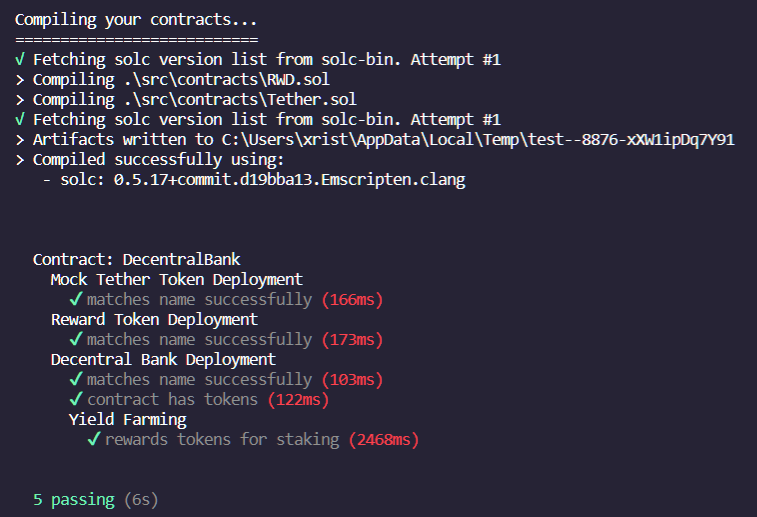 Compiling your contracts...
===========================
√ Fetching solc version list from solc-bin. Attempt #1
> Compiling .\src\contracts\RWD.sol
> Compiling .\src\contracts\Tether.sol
√ Fetching solc version list from solc-bin. Attempt #1
> Artifacts written to C:\Users\xrist\AppData\Local\Temp\test--8876-xXW1ipDq7Y91
> Compiled successfully using:
   - solc: 0.5.17+commit.d19bba13.Emscripten.clang
  Contract: DecentralBank
    Mock Tether Token Deployment
      ✓ matches name successfully (166ms)
    Reward Token Deployment
      ✓ matches name successfully (173ms)
    Decentral Bank Deployment
      ✓ matches name successfully (103ms)
      ✓ contract has tokens (122ms)
      Yield Farming
        ✓ rewards tokens for staking (2468ms)
  5 passing (6s)